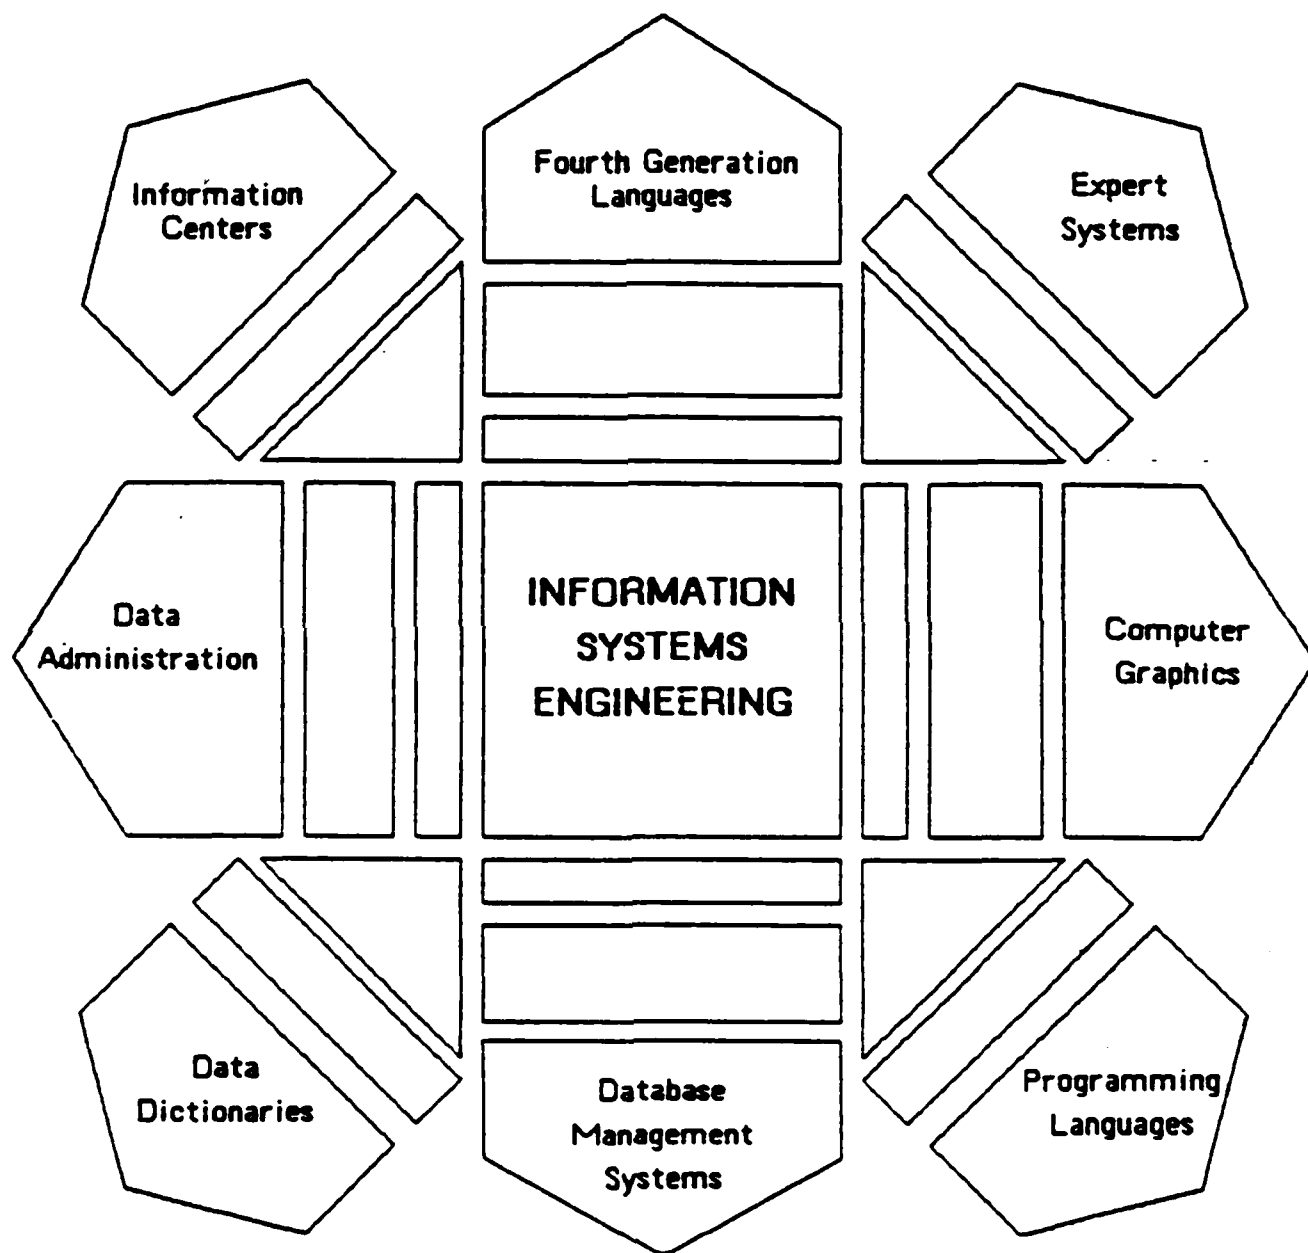 Fourth Generation
Languages
Information
Centers
Expert
Systems
INFORMATION
SYSTEMS
ENGINEERING
Data
Administration
Computer
Graphics
Data
Dictionaries
Database
Management
Systems
Programming
Languages